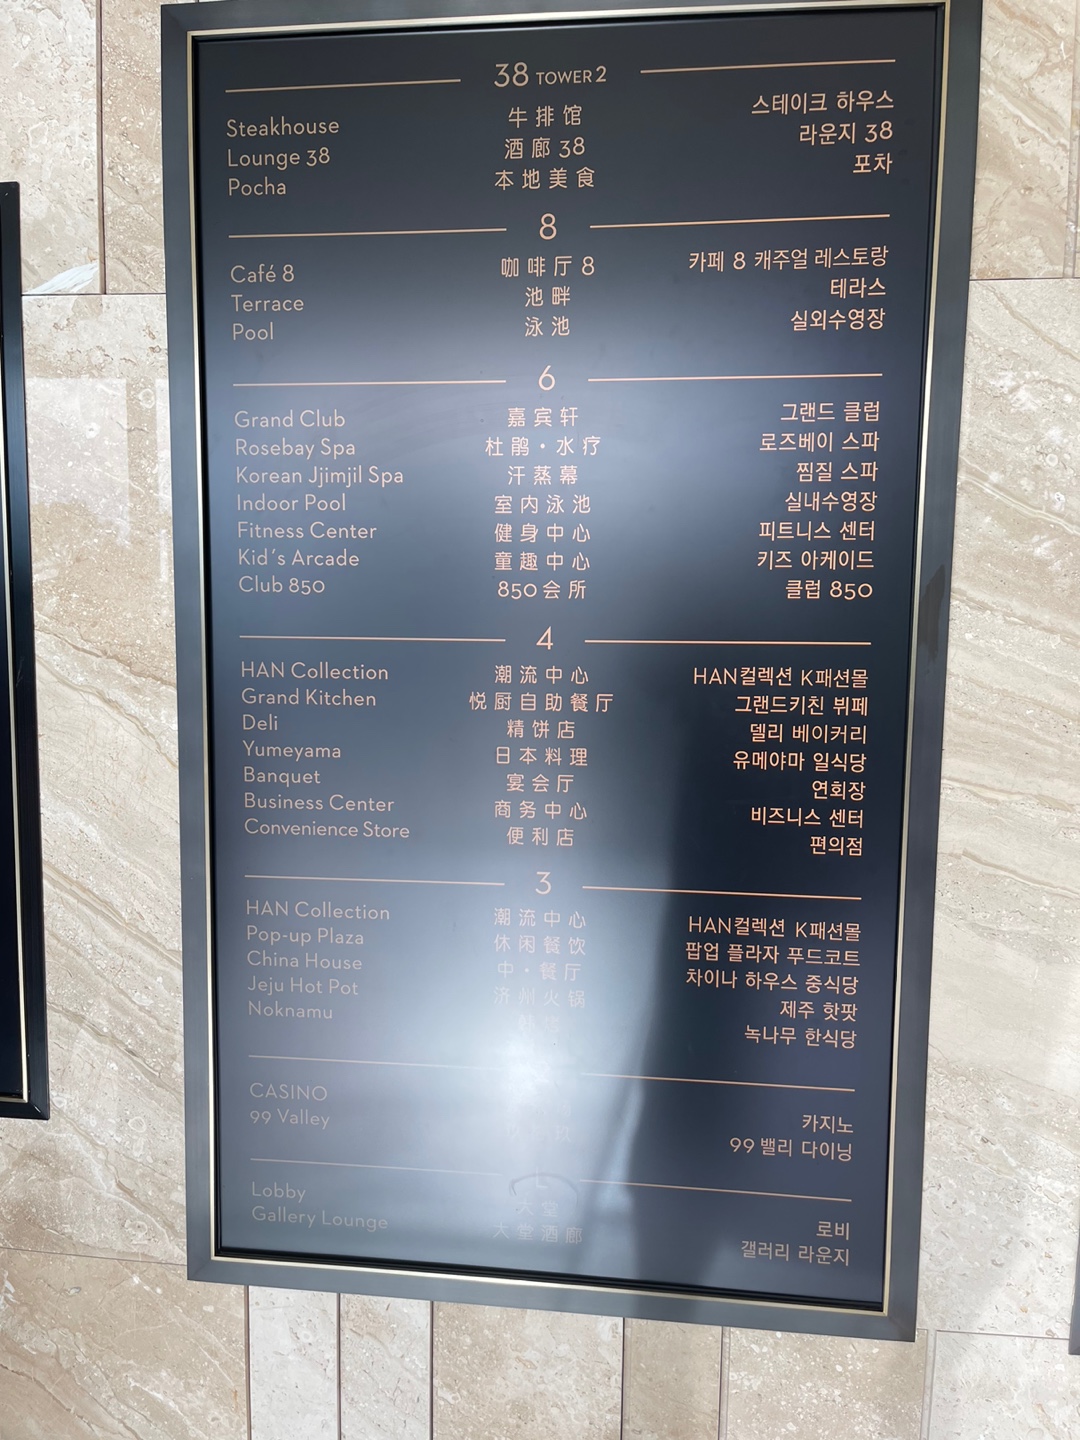 38 TOWER 2
Steakhouse 牛排馆 스테이크 하우스
Lounge 38 酒廊 38 라운지 38
Pocha 本地美食 포차
8
Café 8 咖啡厅 8 카페 8 캐주얼 레스토랑
Terrace 池畔 테라스
Pool 泳池 실외수영장
6
Grand Club 嘉宾轩 그랜드 클럽
Rosebay Spa 杜鹃・水疗 로즈베이 스파
Korean Jjimjil Spa 汗蒸幕 찜질 스파
Indoor Pool 室内泳池 실내수영장
Fitness Center 健身中心 피트니스 센터
Kid's Arcade 童趣中心 키즈 아케이드
Club 850 850会所 클럽 850
4
HAN Collection 潮流中心 HAN컬렉션 K패션몰
Grand Kitchen 悦厨自助餐厅 그랜드키친 뷔페
Deli 精饼店 델리 베이커리
Yumeyama 日本料理 유메야마 일식당
Banquet 宴会厅 연회장
Business Center 商务中心 비즈니스 센터
Convenience Store 便利店 편의점
3
HAN Collection 潮流中心 HAN컬렉션 K패션몰
Pop-up Plaza 休闲餐饮 팝업 플라자 푸드코트
China House 中・餐厅 차이나 하우스 중식당
Jeju Hot Pot 济州火锅 제주 핫팟
Noknamu 녹나무 한식당
CASINO 카지노
99 Valley 99 밸리 다이닝
L
Lobby 大堂 로비
Gallery Lounge 大堂酒廊 갤러리 라운지